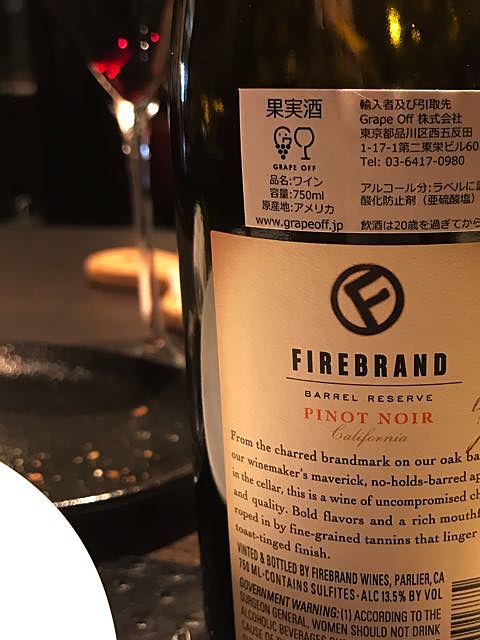 果実酒
GRAPE OFF
品名:ワイン
容量:750ml
原産地:アメリカ
www.grapeoff.jp
輸入者及び引取先
Grape Off 株式会社
東京都品川区西五反田
1-17-1第二東栄ビル60
Tel: 03-6417-0980
アルコール分:ラベルに
酸化防止剤（亜硫酸塩）
飲酒は20歳を過ぎてから
F
FIREBRAND
BARREL RESERVE
PINOT NOIR
California
From the charred brandmark on our oak ba
our winemaker's maverick, no-holds-barred ap
in the cellar, this is a wine of uncompromised ch
and quality. Bold flavors and a rich mouthf
roped in by fine-grained tannins that linger
toast-tinged finish.
VINTED & BOTTLED BY FIREBRAND WINES, PARLIER, CA
750 ML·CONTAINS SULFITES·ALC 13.5% BY VOL
GOVERNMENT WARNING: (1) ACCORDING TO THE
SURGEON GENERAL, WOMEN SHOULD NOT DRINK
ALCOHOLIC BEVERAGES
CAUSE OF